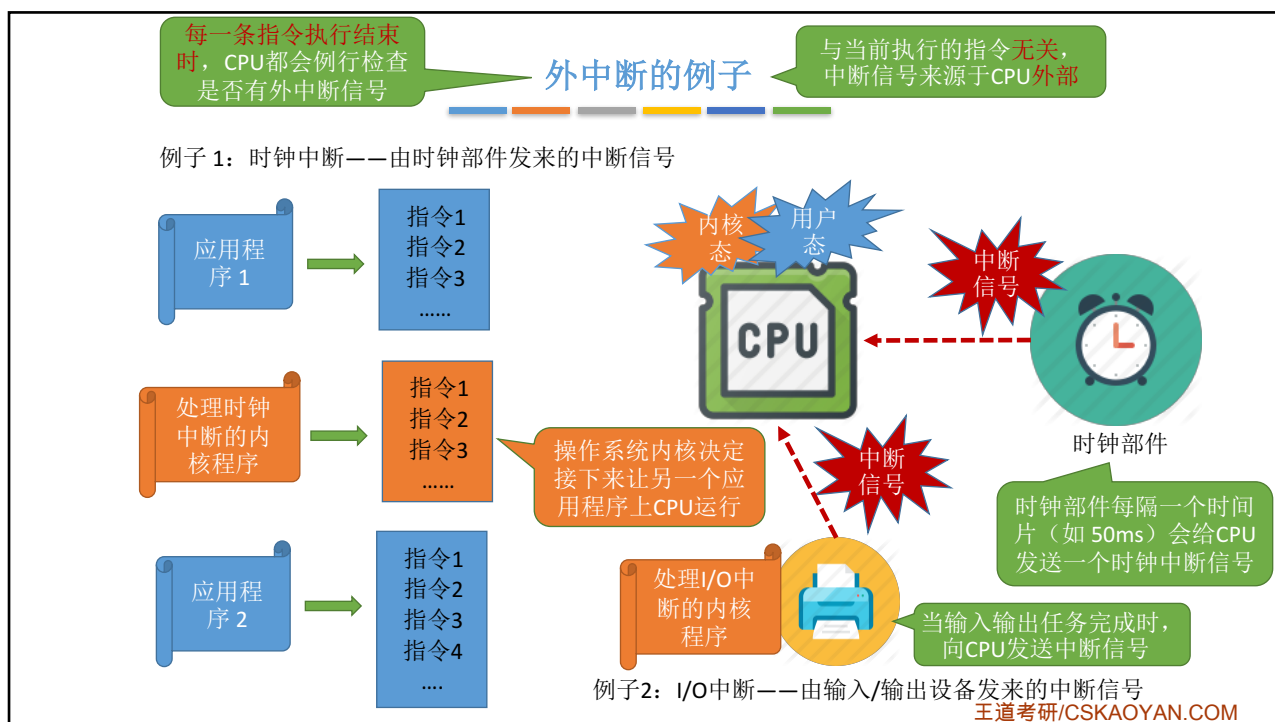 每一条指令执行结束
时，CPU都会例行检查
是否有外中断信号
外中断的例子
与当前执行的指令无关，
中断信号来源于CPU外部
例子 1：时钟中断——由时钟部件发来的中断信号
应用程
序 1
指令1
指令2
指令3
……
内核
态
用户
态
CPU
中断
信号
时钟部件
处理时钟
中断的内
核程序
指令1
指令2
指令3
……
操作系统内核决定
接下来让另一个应
用程序上CPU运行
中断
信号
时钟部件每隔一个时间
片（如 50ms）会给CPU
发送一个时钟中断信号
应用程
序 2
指令1
指令2
指令3
指令4
….
处理I/O中
断的内核
程序
当输入输出任务完成时，
向CPU发送中断信号
例子2：I/O中断——由输入/输出设备发来的中断信号
王道考研/CSKAOYAN.COM